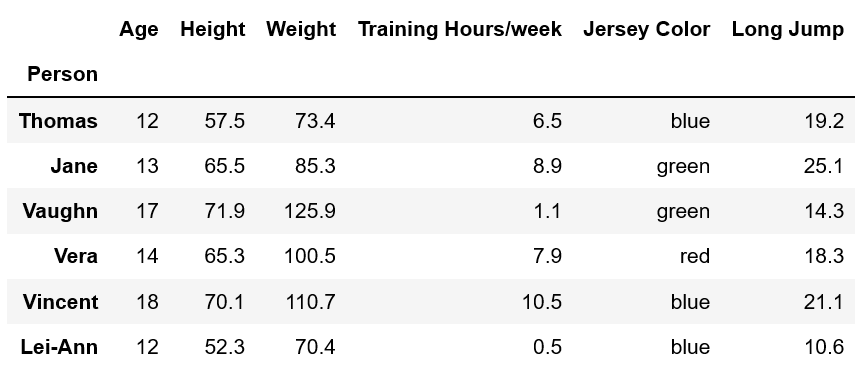 Age Height Weight Training Hours/week Jersey Color Long Jump
Person
Thomas 12 57.5 73.4 6.5 blue 19.2
Jane 13 65.5 85.3 8.9 green 25.1
Vaughn 17 71.9 125.9 1.1 green 14.3
Vera 14 65.3 100.5 7.9 red 18.3
Vincent 18 70.1 110.7 10.5 blue 21.1
Lei-Ann 12 52.3 70.4 0.5 blue 10.6